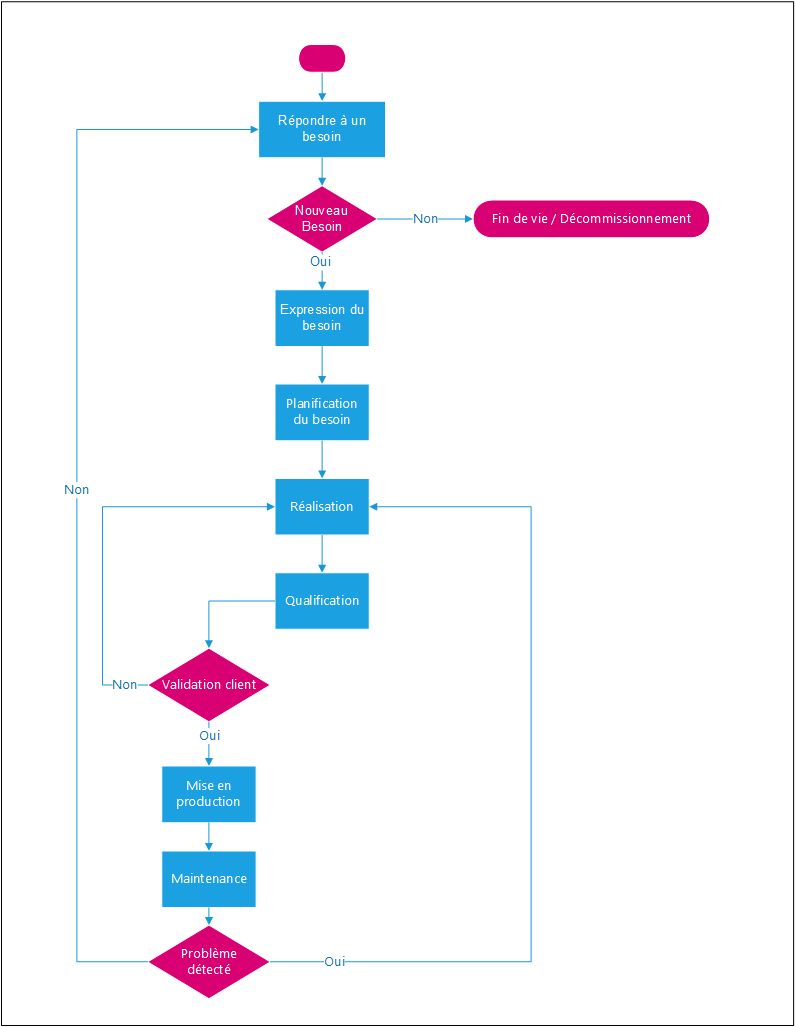 Répondre à un
besoin
Nouveau
Besoin
Non
Fin de vie / Décommissionnement
Oui
Expression du
besoin
Planification
du besoin
Non
Réalisation
Qualification
Non
Validation client
Oui
Mise en
production
Maintenance
Problème
détecté
Oui